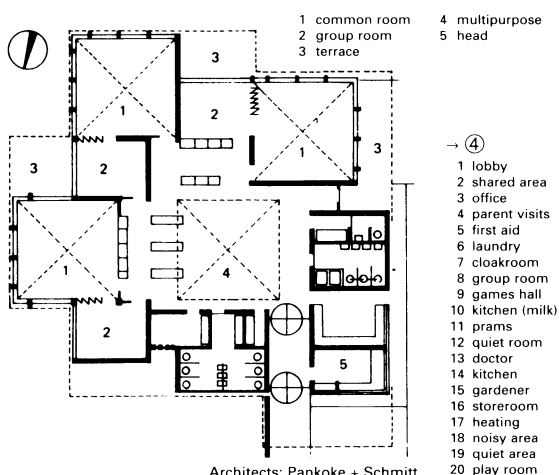 1 common room
2 group room
3 terrace
4 multipurpose
5 head
3
1
2
1
3
3
2
1
4
2
5
→ 4
1 lobby
2 shared area
3 office
4 parent visits
5 first aid
6 laundry
7 cloakroom
8 group room
9 games hall
10 kitchen (milk)
11 prams
12 quiet room
13 doctor
14 kitchen
15 gardener
16 storeroom
17 heating
18 noisy area
19 quiet area
20 play room
Architects: Pankoke + Schmitt